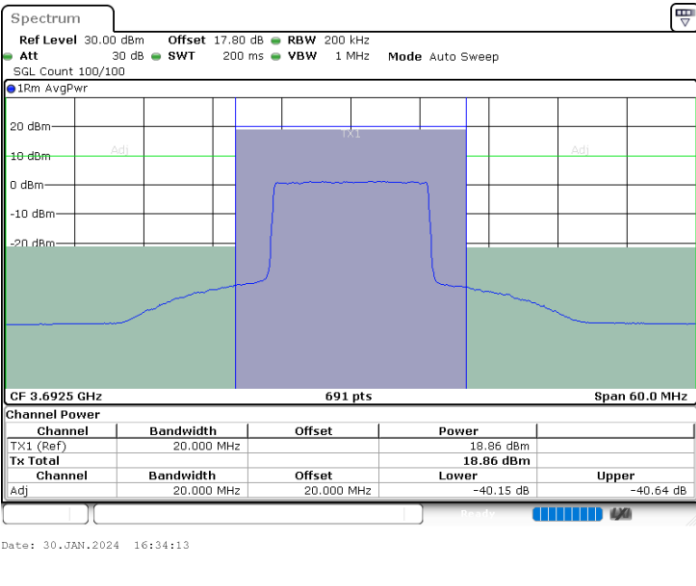 Spectrum
Ref Level 30.00 dBm Offset 17.80 dB RBW 200 kHz
Att 30 dB SWT 200 ms VBW 1 MHz Mode Auto Sweep
SGL Count 100/100
1Rm AvgPwr
20 dBm
TX1
Adj Adj
10 dBm
0 dBm
-10 dBm
-20 dBm
CF 3.6925 GHz 691 pts Span 60.0 MHz
Channel Power
Channel Bandwidth Offset Power
TX1 (Ref) 20.000 MHz 18.86 dBm
Tx Total 18.86 dBm
Channel Bandwidth Offset Lower Upper
Adj 20.000 MHz 20.000 MHz -40.15 dB -40.64 dB
Ready
Date: 30.JAN.2024 16:34:13